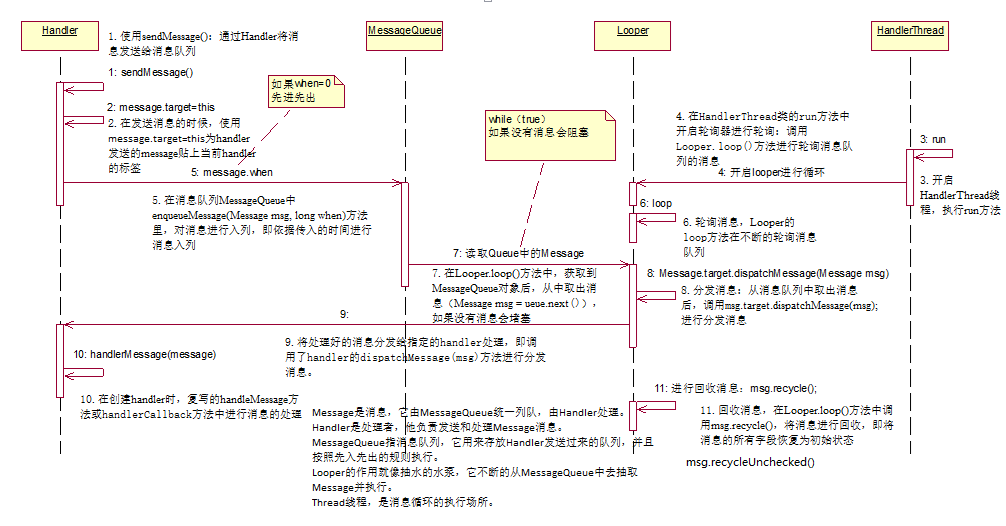 Handler
MessageQueue
Looper
HandlerThread
1. 使用sendMessage()：通过Handler将消
息发送给消息队列
1: sendMessage()
如果when=0
先进先出
2: message.target=this
2. 在发送消息的时候，使用
message.target=this为handler
发送的message贴上当前handler
的标签
while（true）
如果没有消息会阻塞
4. 在HandlerThread类的run方法中
开启轮询器进行轮询：调用
Looper.loop()方法进行轮询消息队
列的消息
3: run
5: message.when
4: 开启looper进行循环
3. 开启
HandlerThread线
程，执行run方法
5. 在消息队列MessageQueue中
enqueueMessage(Message msg, long when)方法
里，对消息进行入列，即依据传入的时间进行
消息入列
6: loop
6. 轮询消息，Looper的
loop方法在不断的轮询消息
队列
7: 读取Queue中的Message
7. 在Looper.loop()方法中，获取到
MessageQueue对象后，从中取出消
息（Message msg = ueue.next()），
如果没有消息会堵塞
8: Message.target.dispatchMessage(Message msg)
8. 分发消息：从消息队列中取出消息
后，调用msg.target.dispatchMessage(msg);
进行分发消息
9:
9. 将处理好的消息分发给指定的handler处理，即调
用了handler的dispatchMessage(msg)方法进行分发
消息。
10: handlerMessage(message)
10. 在创建handler时，复写的handleMessage方
法或handlerCallback方法中进行消息的处理
11: 进行回收消息：msg.recycle();
11. 回收消息，在Looper.loop()方法中调
用msg.recycle()，将消息进行回收，即将
消息的所有字段恢复为初始状态
msg.recycleUnchecked()
Message是消息，它由MessageQueue统一列队，由Handler处理。
Handler是处理者，他负责发送和处理Message消息。
MessageQueue指消息队列，它用来存放Handler发送过来的队列，并且
按照先入先出的规则执行。
Looper的作用就像抽水的水泵，它不断的从MessageQueue中去抽取
Message并执行。
Thread线程，是消息循环的执行场所。